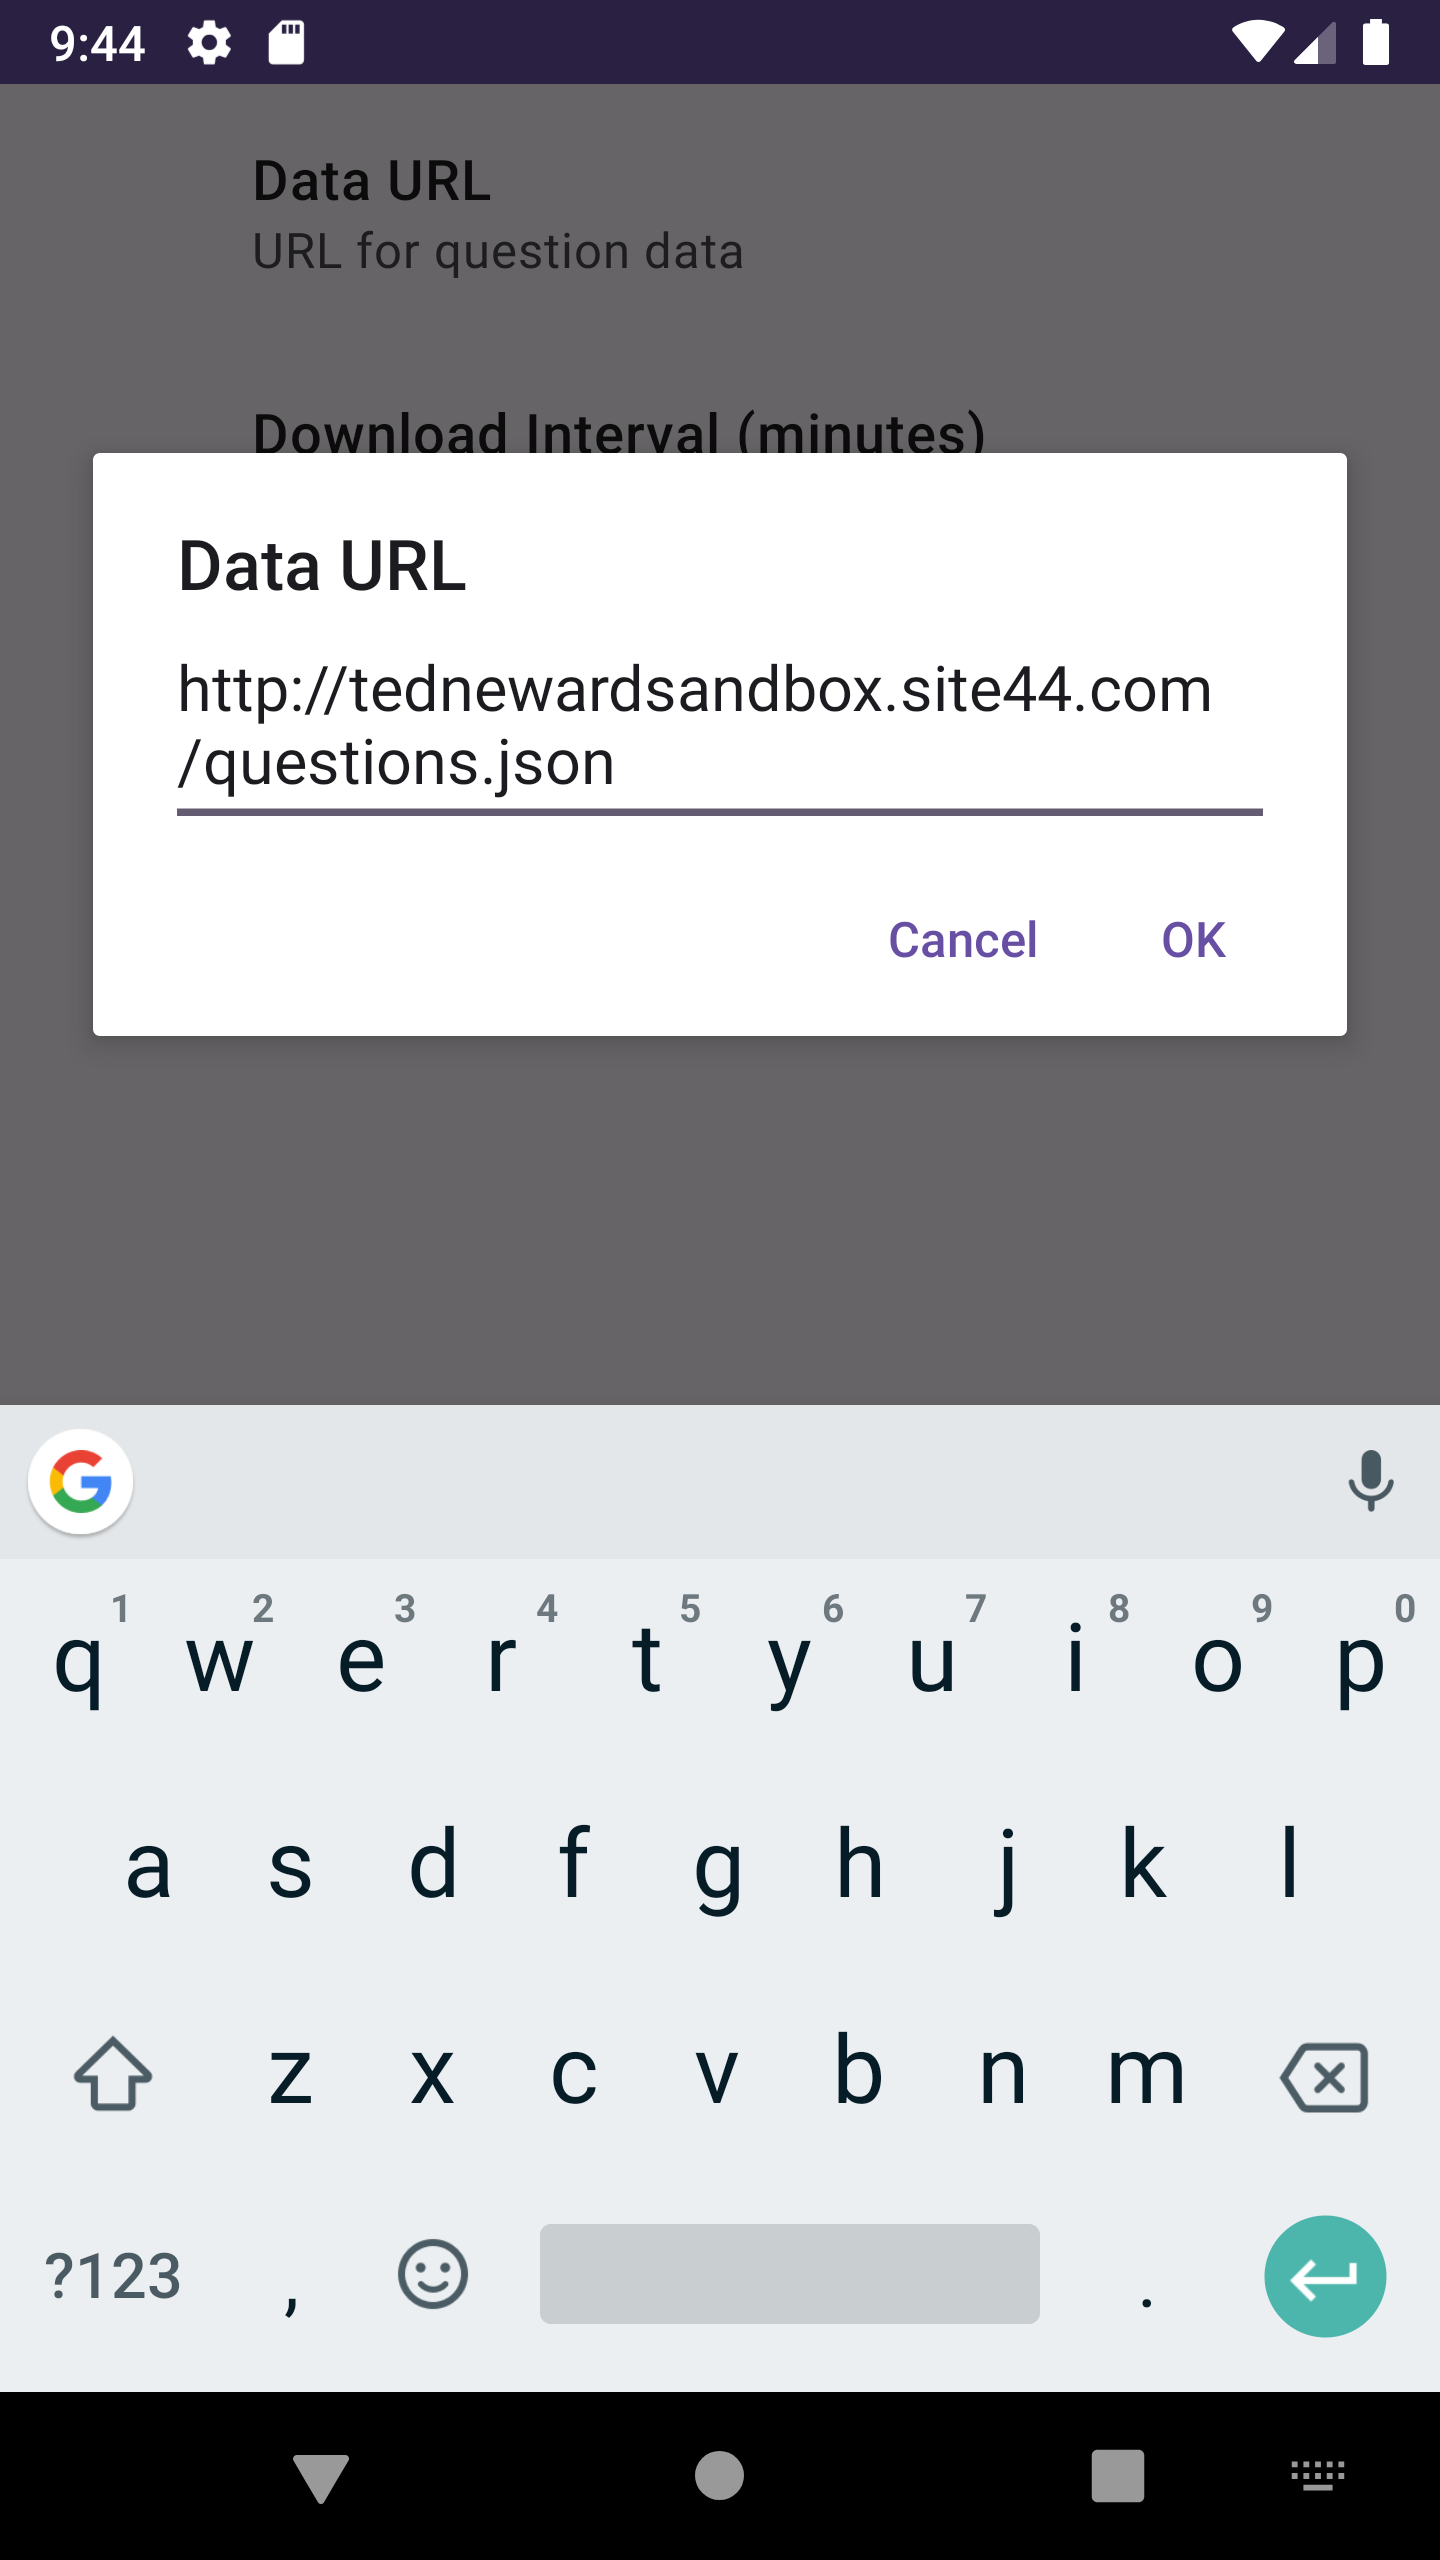 9:44
Data URL
URL for question data
Download Interval (minutes)
Data URL
http://tednewardsandbox.site44.com
/questions.json
Cancel OK
1 2 3 4 5 6 7 8 9 0
q w e r t y u i o p
a s d f g h j k l
z x c v b n m
?123 , .